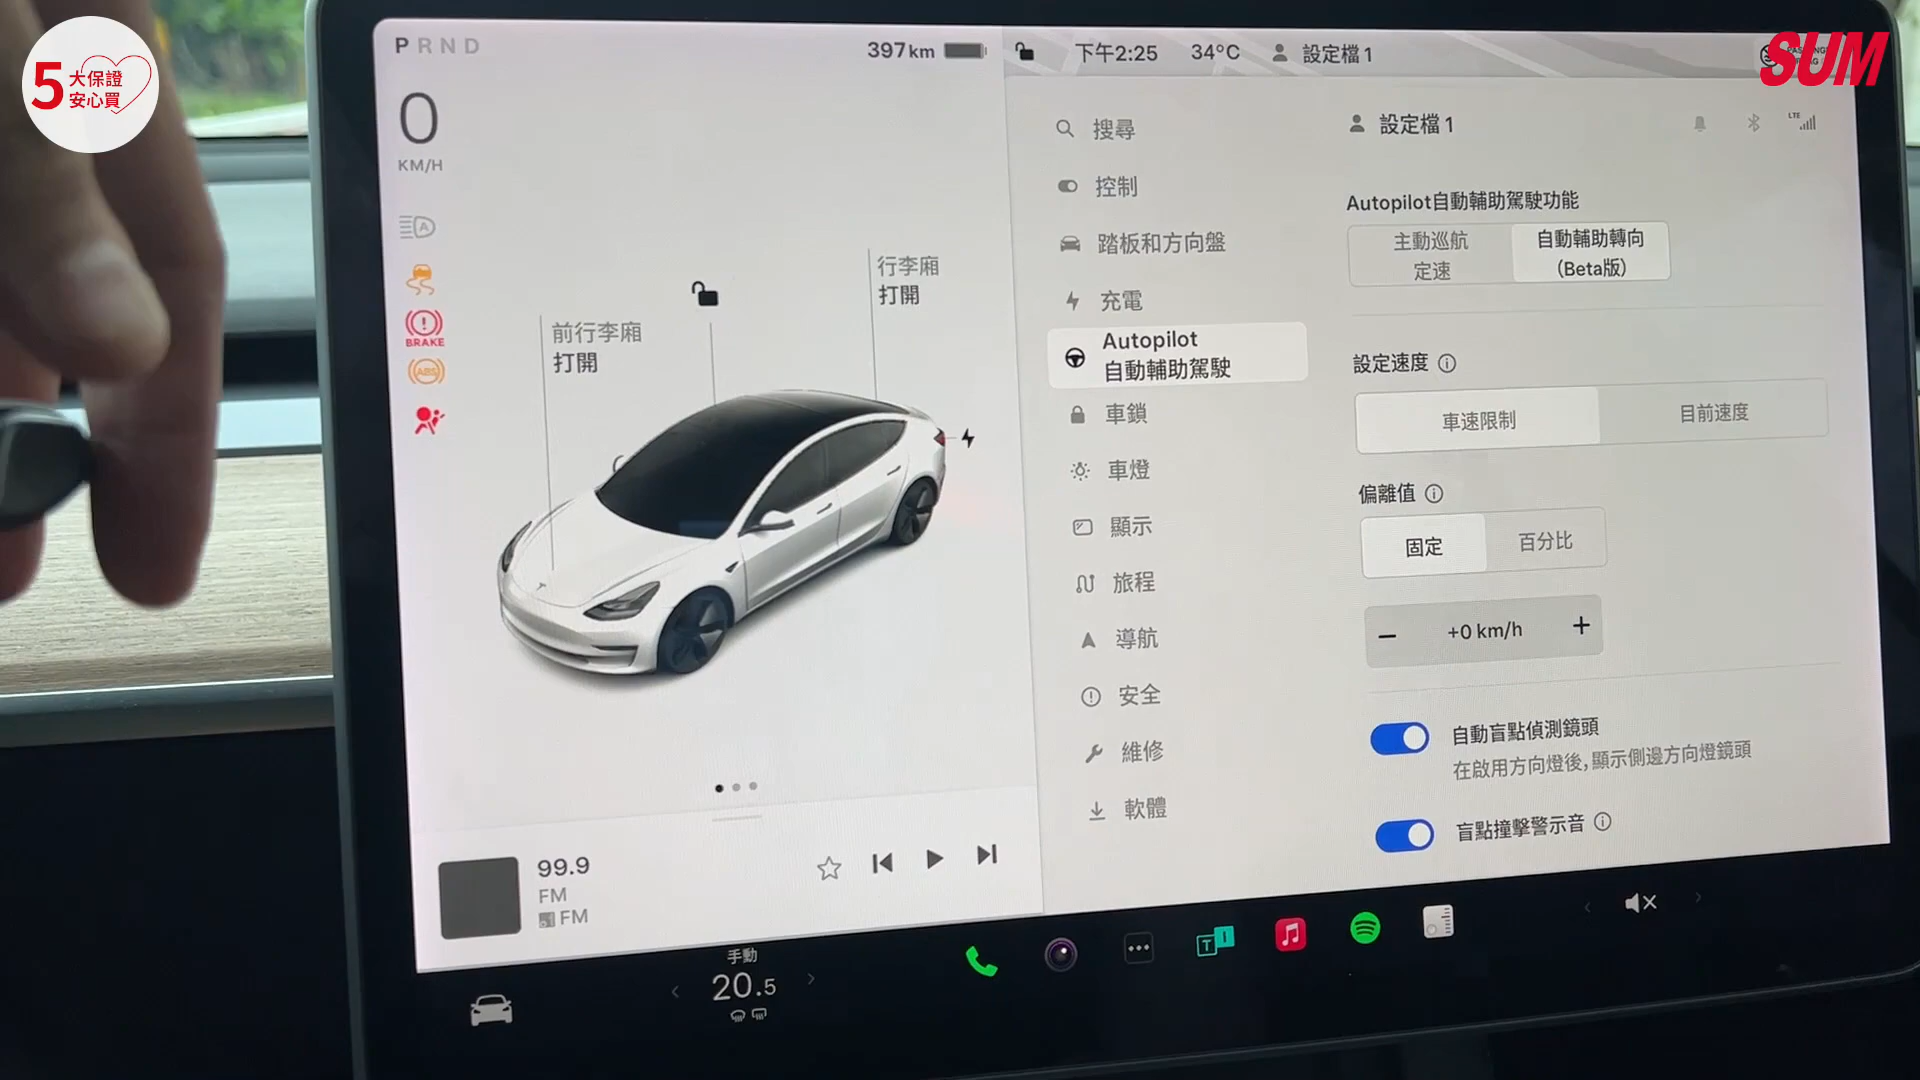 5 大保證
安心買
SUM
P R N D
397 km
下午2:25
34°C
設定檔 1
0
KM/H
BRAKE
ABS
前行李廂
打開
行李廂
打開
99.9
FM
FM
搜尋
控制
踏板和方向盤
充電
Autopilot
自動輔助駕駛
車鎖
車燈
顯示
旅程
導航
安全
維修
軟體
設定檔 1
LTE
Autopilot自動輔助駕駛功能
主動巡航
定速
自動輔助轉向
(Beta版)
設定速度
車速限制
目前速度
偏離值
固定
百分比
+0 km/h
自動盲點偵測鏡頭
在啟用方向燈後,顯示側邊方向燈鏡頭
盲點撞擊警示音
手動
20.5